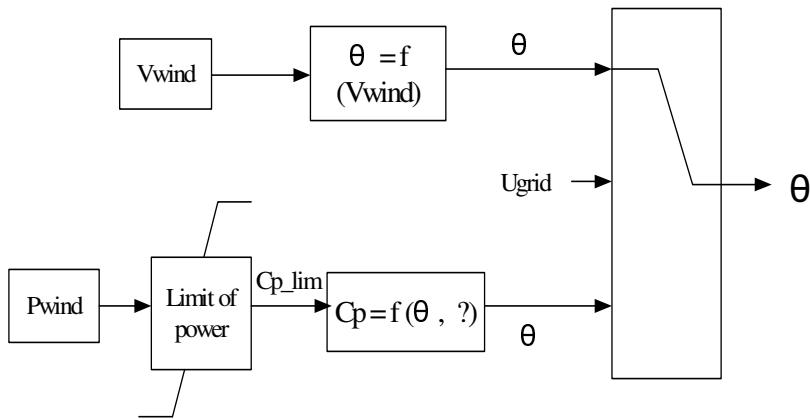 Vwind
θ = f
(Vwind)
θ
Ugrid
θ
Pwind
Limit of
power
Cp_lim
Cp = f (θ , ?)
θ